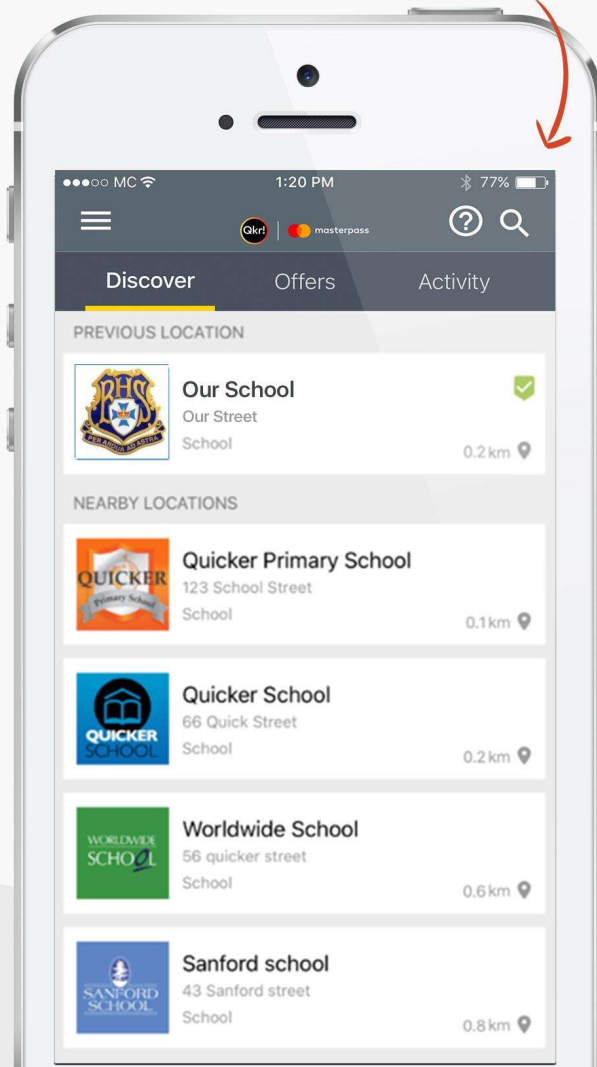 MC
1:20 PM
77%
Qkr!
masterpass
Discover
Offers
Activity
PREVIOUS LOCATION
RHS
PER ARDUA AD ASTRA
Our School
Our Street
School
0.2 km
NEARBY LOCATIONS
QUICKER
Primary School
Quicker Primary School
123 School Street
School
0.1 km
QUICKER
SCHOOL
Quicker School
66 Quick Street
School
0.2 km
WORLDWIDE
SCHOOL
Worldwide School
56 quicker street
School
0.6 km
SANFORD
SCHOOL
Sanford school
43 Sanford street
School
0.8 km